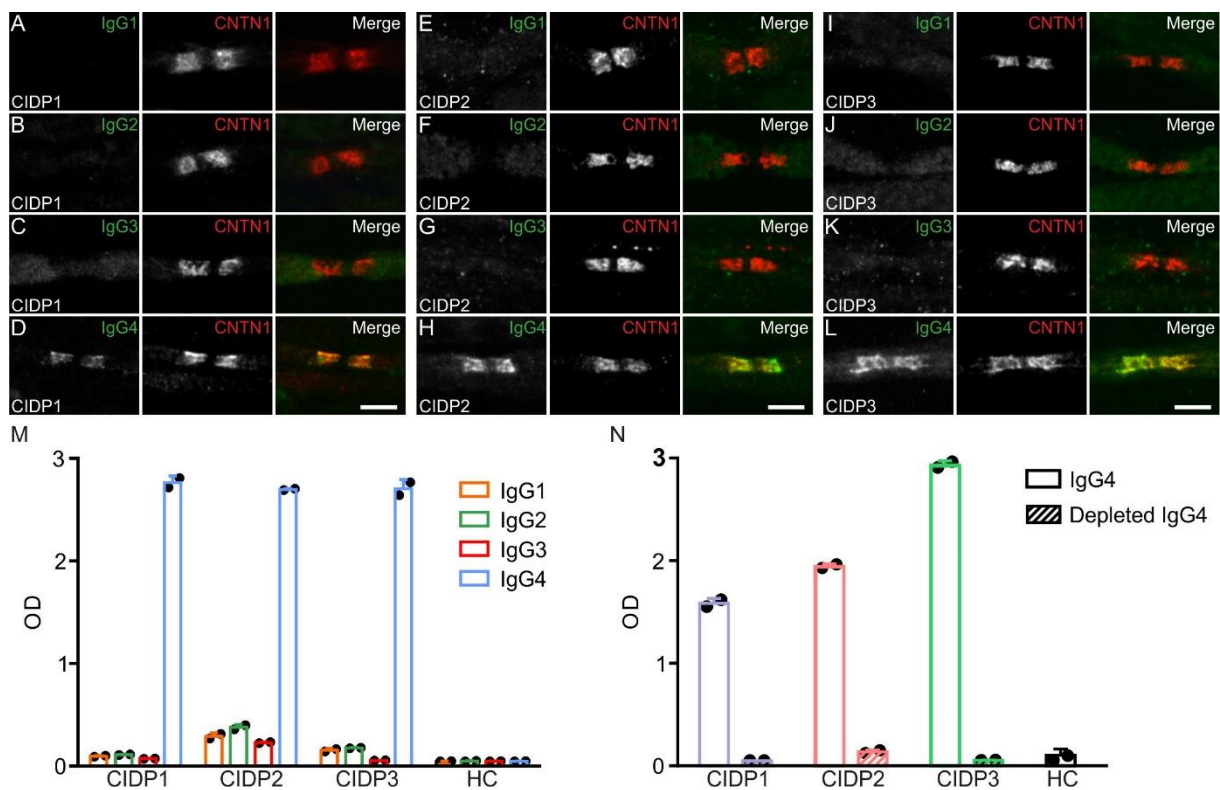 A IgG1 CNTN1 Merge E IgG1 CNTN1 Merge I IgG1 CNTN1 Merge
CIDP1 CIDP2 CIDP3
B IgG2 CNTN1 Merge F IgG2 CNTN1 Merge J IgG2 CNTN1 Merge
CIDP1 CIDP2 CIDP3
C IgG3 CNTN1 Merge G IgG3 CNTN1 Merge K IgG3 CNTN1 Merge
CIDP1 CIDP2 CIDP3
D IgG4 CNTN1 Merge H IgG4 CNTN1 Merge L IgG4 CNTN1 Merge
CIDP1 CIDP2 CIDP3
M
3
2
1
0
OD
IgG1
IgG2
IgG3
IgG4
CIDP1 CIDP2 CIDP3 HC
N
3
2
1
0
OD
IgG4
Depleted IgG4
CIDP1 CIDP2 CIDP3 HC